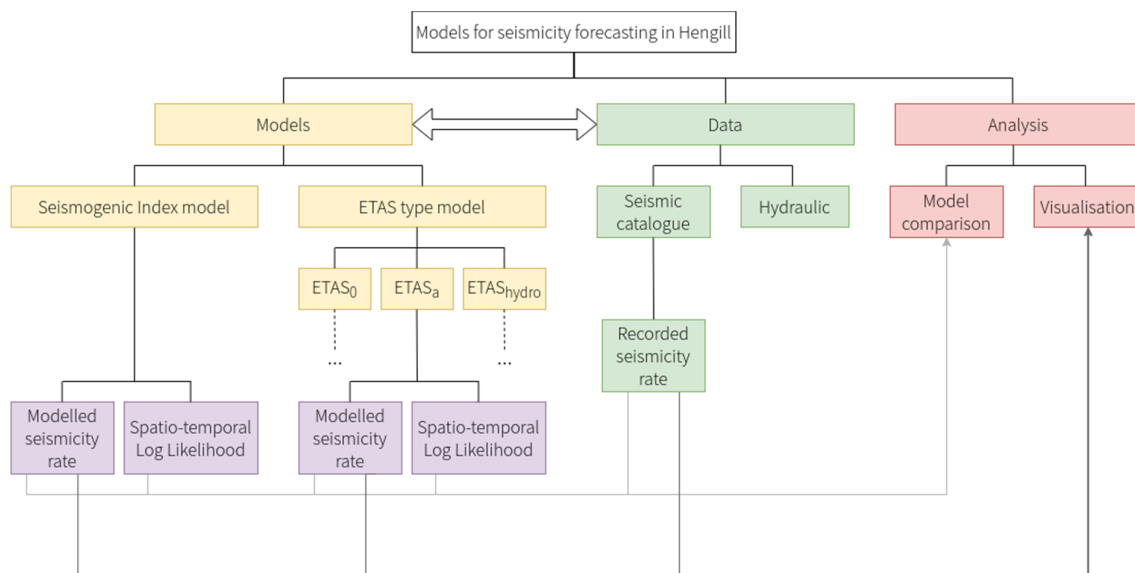 Models for seismicity forecasting in Hengill
Models
Data
Analysis
Seismogenic Index model
ETAS type model
Seismic
catalogue
Hydraulic
Model
comparison
Visualisation
ETAS0
ETASa
ETAShydro
...
...
Recorded
seismicity
rate
Modelled
seismicity
rate
Spatio-temporal
Log Likelihood
Modelled
seismicity
rate
Spatio-temporal
Log Likelihood